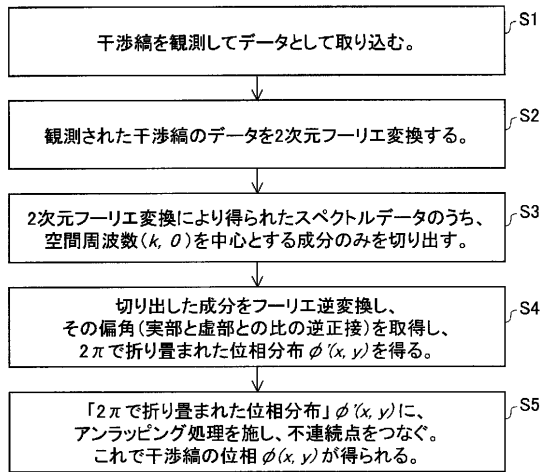 干渉縞を観測してデータとして取り込む。
S1
観測された干渉縞のデータを2次元フーリエ変換する。
S2
2次元フーリエ変換により得られたスペクトルデータのうち、
空間周波数(k, 0)を中心とする成分のみを切り出す。
S3
切り出した成分をフーリエ逆変換し、
その偏角(実部と虚部との比の逆正接)を取得し、
2πで折り畳まれた位相分布φ'(x, y)を得る。
S4
「2πで折り畳まれた位相分布」φ'(x, y)に、
アンラッピング処理を施し、不連続点をつなぐ。
これで干渉縞の位相φ(x, y)が得られる。
S5